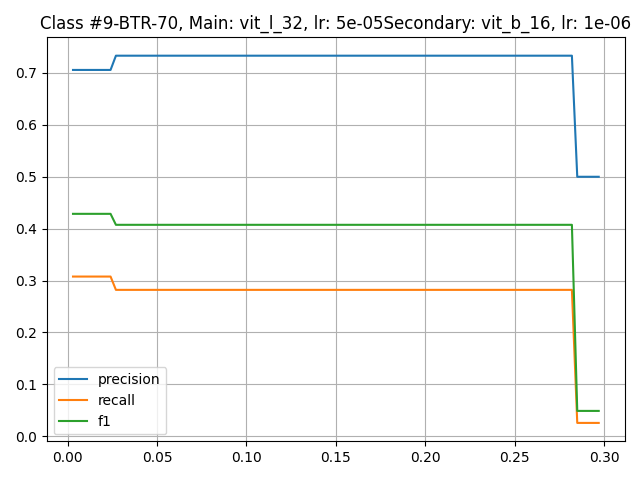 Class #9-BTR-70, Main: vit_l_32, lr: 5e-05Secondary: vit_b_16, lr: 1e-06
0.7
0.6
0.5
0.4
0.3
0.2
0.1
0.0
precision
recall
f1
0.00 0.05 0.10 0.15 0.20 0.25 0.30